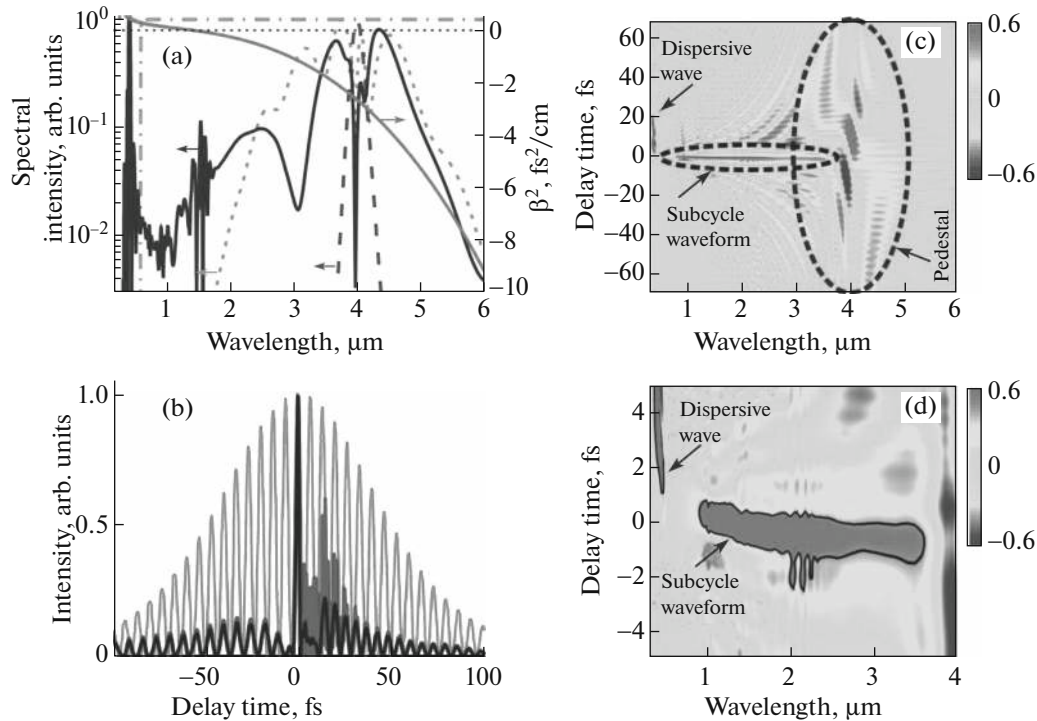 (a)
Spectral
intensity, arb. units
10⁰
10⁻¹
10⁻²
0
−2
−4
−6
−8
−10
β², fs²/cm
1 2 3 4 5 6
Wavelength, μm
(c)
Dispersive
wave
Subcycle
waveform
Pedestal
Delay time, fs
60
40
20
0
−20
−40
−60
1 2 3 4 5
Wavelength, μm
0.6
0
−0.6
(b)
Intensity, arb. units
1.0
0.5
0
−50 0 50 100
Delay time, fs
(d)
Dispersive
wave
Subcycle
waveform
Delay time, fs
4
2
0
−2
−4
1 2 3 4
Wavelength, μm
0.6
0
−0.6